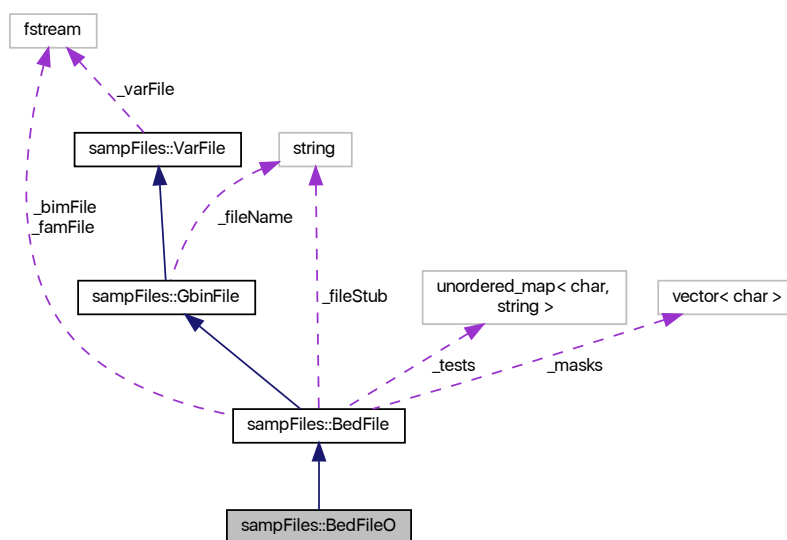 fstream
_varFile
sampFiles::VarFile
string
_bimFile
_famFile
_fileName
sampFiles::GbinFile
_fileStub
unordered_map< char,
string >
vector< char >
_tests
_masks
sampFiles::BedFile
sampFiles::BedFileO